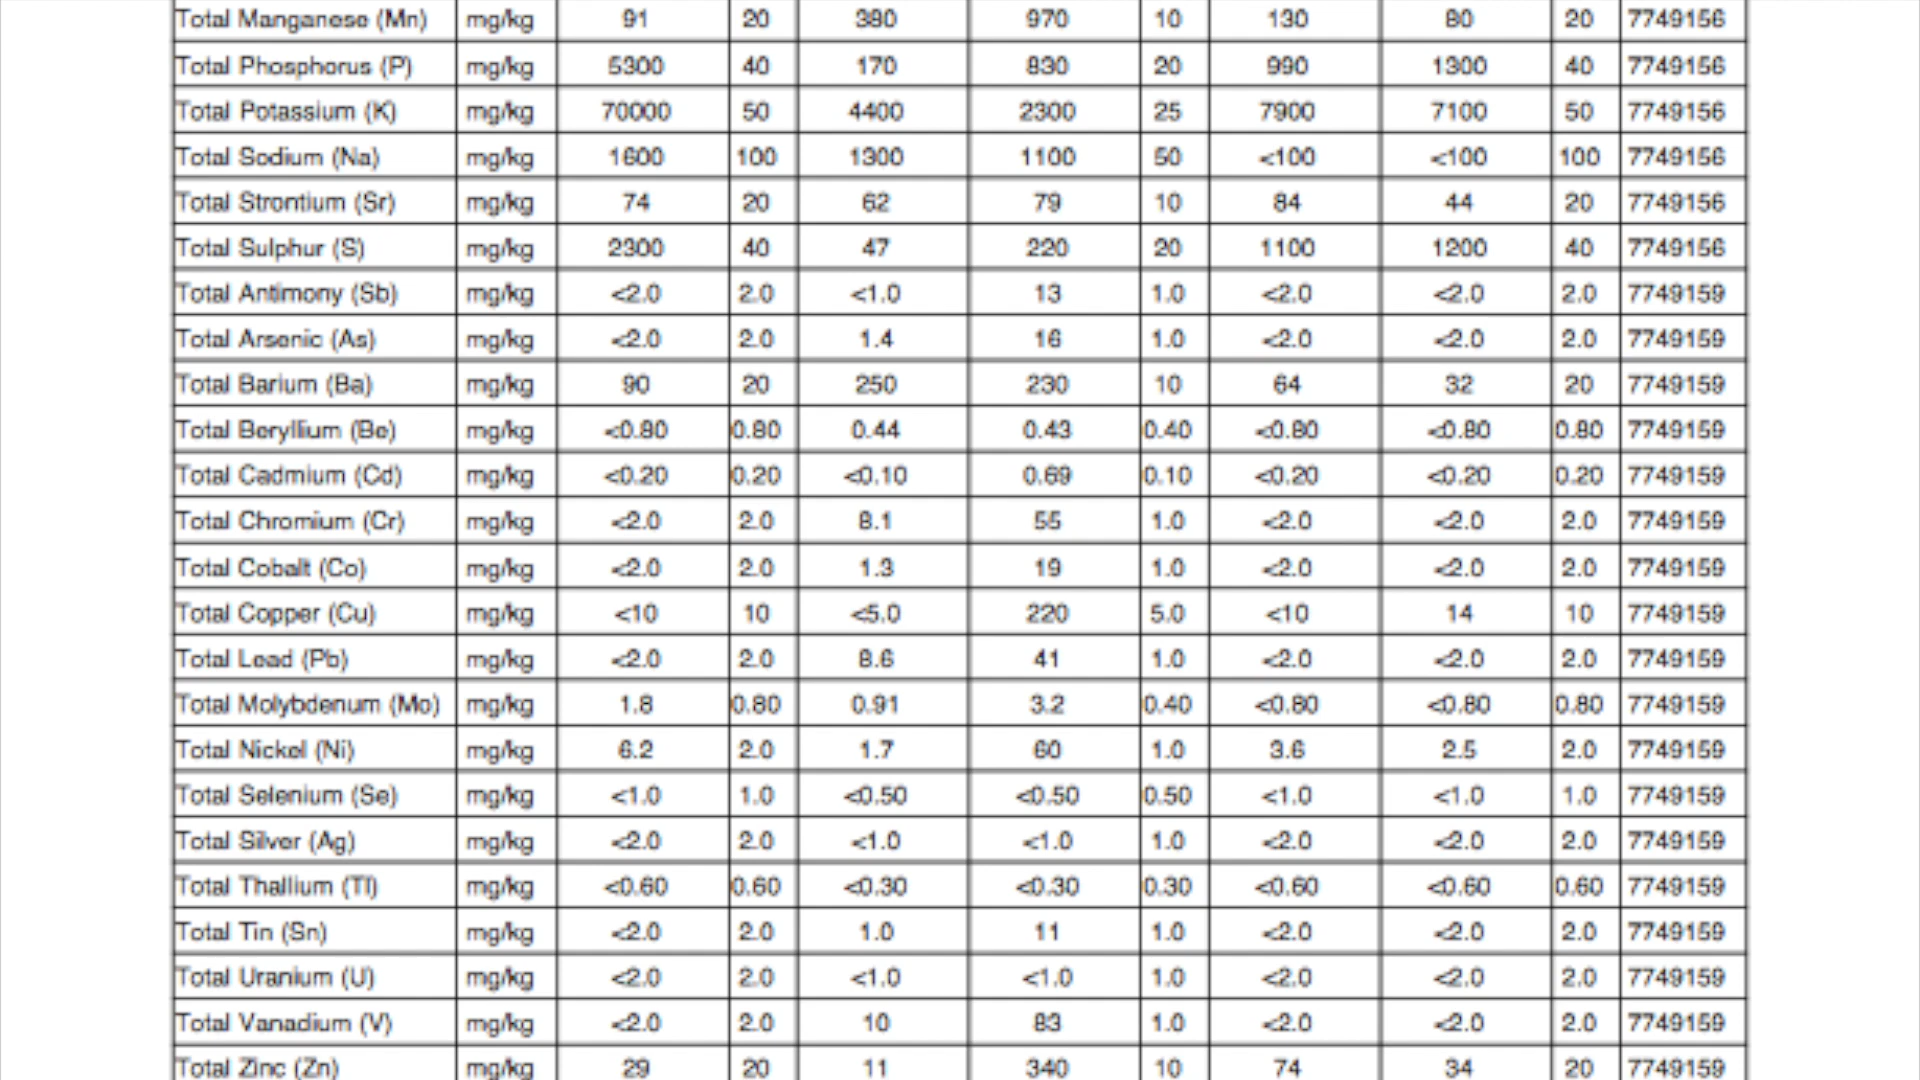 Total Manganese (Mn) mg/kg 91 20 380 970 10 130 80 20 7749156
Total Phosphorus (P) mg/kg 5300 40 170 830 20 990 1300 40 7749156
Total Potassium (K) mg/kg 70000 50 4400 2300 25 7900 7100 50 7749156
Total Sodium (Na) mg/kg 1600 100 1300 1100 50 <100 <100 100 7749156
Total Strontium (Sr) mg/kg 74 20 62 79 10 84 44 20 7749156
Total Sulphur (S) mg/kg 2300 40 47 220 20 1100 1200 40 7749156
Total Antimony (Sb) mg/kg <2.0 2.0 <1.0 13 1.0 <2.0 <2.0 2.0 7749159
Total Arsenic (As) mg/kg <2.0 2.0 1.4 16 1.0 <2.0 <2.0 2.0 7749159
Total Barium (Ba) mg/kg 90 20 250 230 10 64 32 20 7749159
Total Beryllium (Be) mg/kg <0.80 0.80 0.44 0.43 0.40 <0.80 <0.80 0.80 7749159
Total Cadmium (Cd) mg/kg <0.20 0.20 <0.10 0.69 0.10 <0.20 <0.20 0.20 7749159
Total Chromium (Cr) mg/kg <2.0 2.0 8.1 55 1.0 <2.0 <2.0 2.0 7749159
Total Cobalt (Co) mg/kg <2.0 2.0 1.3 19 1.0 <2.0 <2.0 2.0 7749159
Total Copper (Cu) mg/kg <10 10 <5.0 220 5.0 <10 14 10 7749159
Total Lead (Pb) mg/kg <2.0 2.0 8.6 41 1.0 <2.0 <2.0 2.0 7749159
Total Molybdenum (Mo) mg/kg 1.8 0.80 0.91 3.2 0.40 <0.80 <0.80 0.80 7749159
Total Nickel (Ni) mg/kg 6.2 2.0 1.7 60 1.0 3.6 2.5 2.0 7749159
Total Selenium (Se) mg/kg <1.0 1.0 <0.50 <0.50 0.50 <1.0 <1.0 1.0 7749159
Total Silver (Ag) mg/kg <2.0 2.0 <1.0 <1.0 1.0 <2.0 <2.0 2.0 7749159
Total Thallium (Tl) mg/kg <0.60 0.60 <0.30 <0.30 0.30 <0.60 <0.60 0.60 7749159
Total Tin (Sn) mg/kg <2.0 2.0 1.0 11 1.0 <2.0 <2.0 2.0 7749159
Total Uranium (U) mg/kg <2.0 2.0 <1.0 <1.0 1.0 <2.0 <2.0 2.0 7749159
Total Vanadium (V) mg/kg <2.0 2.0 10 83 1.0 <2.0 <2.0 2.0 7749159
Total Zinc (Zn) mg/kg 29 20 11 340 10 74 34 20 7749159